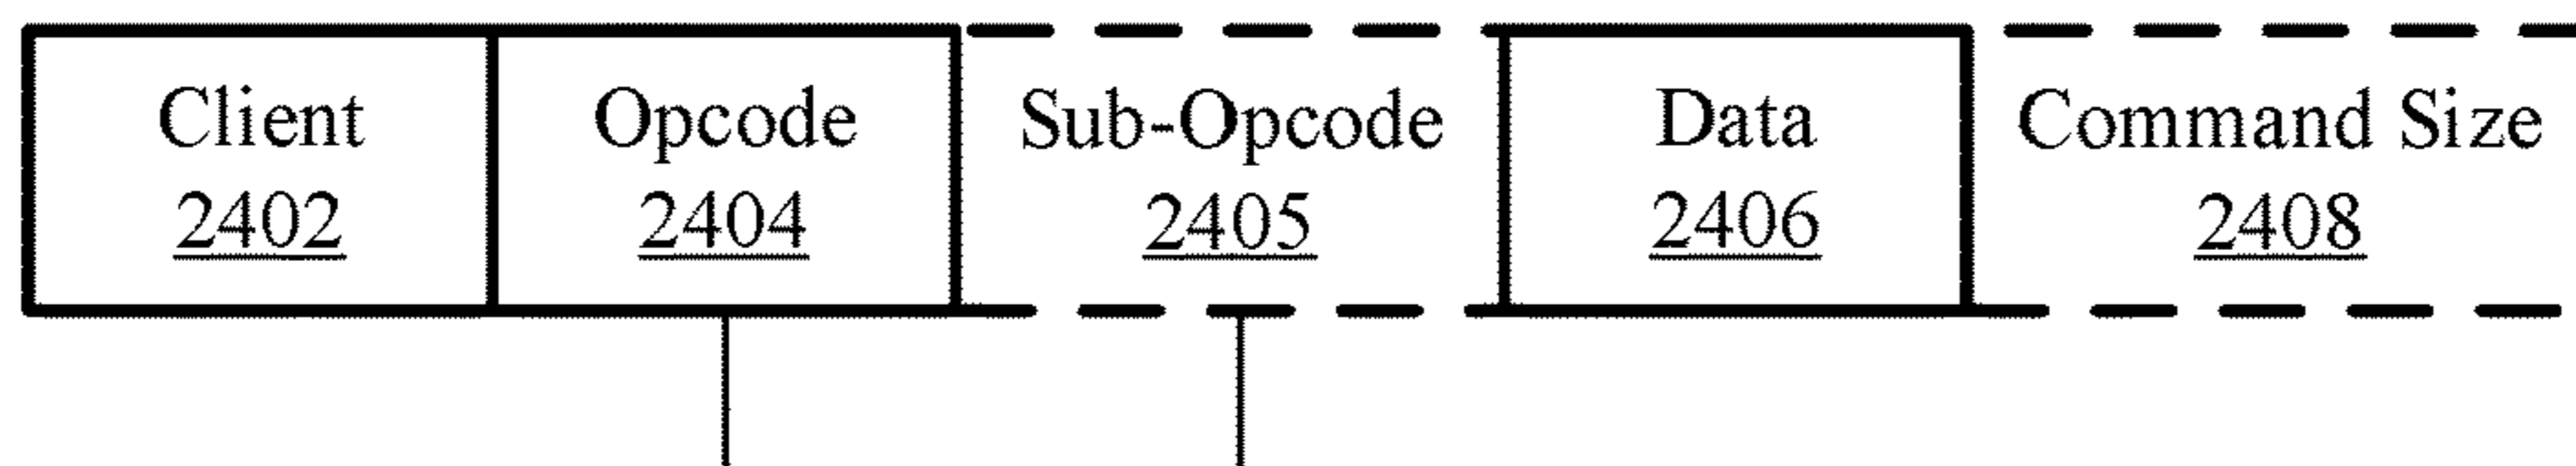 Client Opcode Sub-Opcode Data Command Size
2402 2404 2405 2406 2408